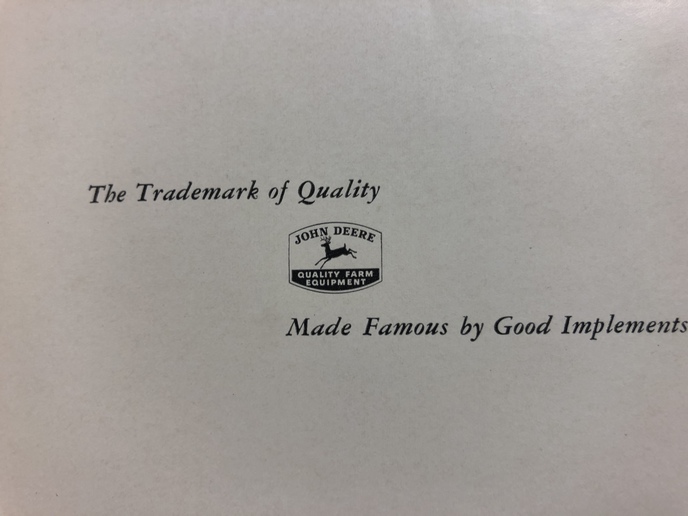 The Trademark of Quality
JOHN DEERE
QUALITY FARM
EQUIPMENT
Made Famous by Good Implements